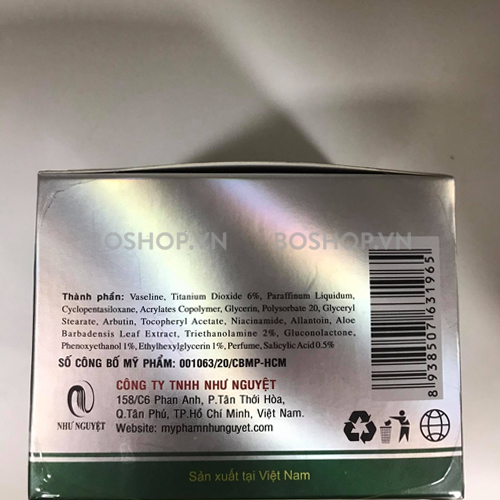 BOSHOP.VN BOSHOP.VN
Thành phần: Vaseline, Titanium Dioxide 6%, Paraffinum Liquidum,
Cyclopentasiloxane, Acrylates Copolymer, Glycerin, Polysorbate 20, Glyceryl
Stearate, Arbutin, Tocopheryl Acetate, Niacinamide, Allantoin, Aloe
Barbadensis Leaf Extract, Triethanolamine 2%, Gluconolactone,
Phenoxyethanol 1%, Ethylhexylglycerin 1%, Perfume, Salicylic Acid 0.5%
SỐ CÔNG BỐ MỸ PHẨM: 001063/20/CBMP-HCM
CÔNG TY TNHH NHƯ NGUYỆT
158/C6 Phan Anh, P.Tân Thới Hòa,
Q.Tân Phú, TP.Hồ Chí Minh, Việt Nam.
Website: myphamnhunguyet.com
NHƯ NGUYỆT
8 938507 631965
Sản xuất tại Việt Nam